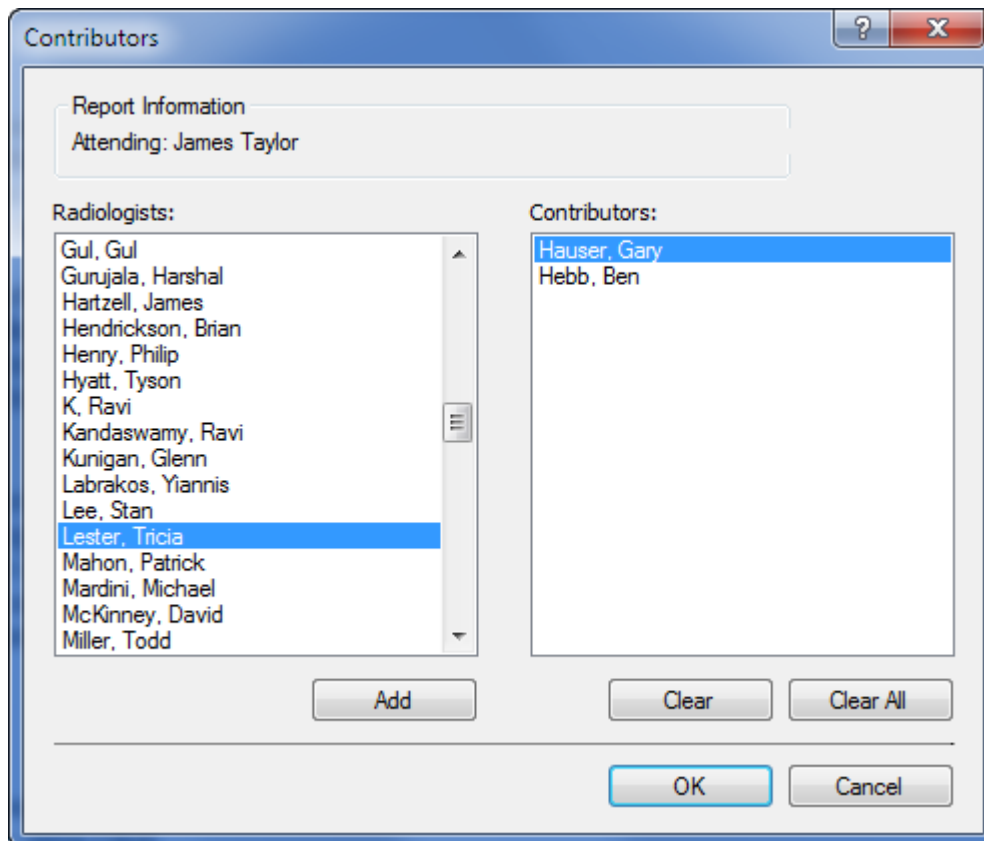 Contributors
?
Report Information
Attending: James Taylor
Radiologists:
Gul, Gul
Gurujala, Harshal
Hartzell, James
Hendrickson, Brian
Henry, Philip
Hyatt, Tyson
K, Ravi
Kandaswamy, Ravi
Kunigan, Glenn
Labrakos, Yiannis
Lee, Stan
Lester, Tricia
Mahon, Patrick
Mardini, Michael
McKinney, David
Miller, Todd
Contributors:
Hauser, Gary
Hebb, Ben
Add
Clear
Clear All
OK
Cancel